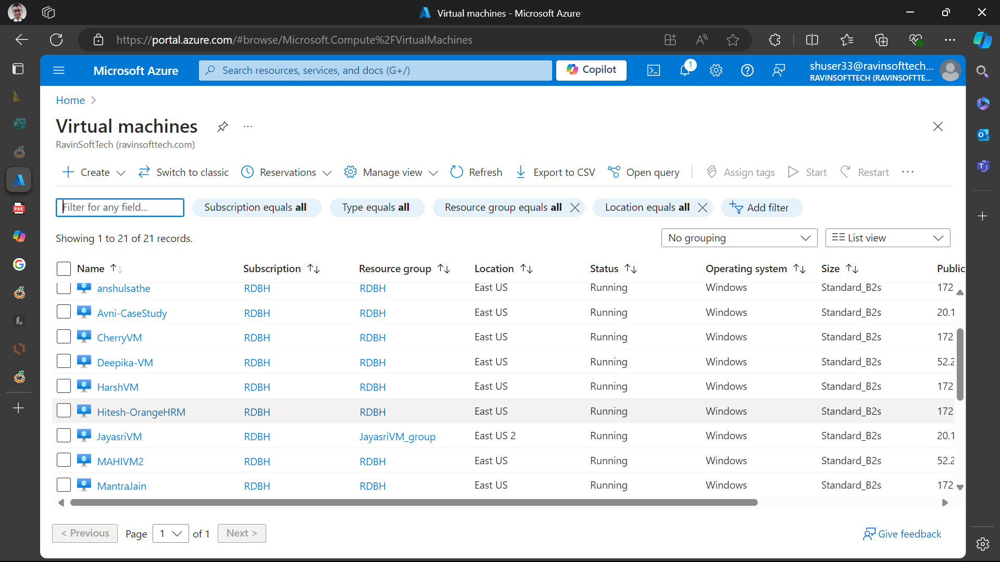 Virtual machines - Microsoft Azure
https://portal.azure.com/#browse/Microsoft.Compute%2FVirtualMachines
Microsoft Azure
Search resources, services, and docs (G+/)
Copilot
1
shuser33@ravinsofttech...
RAVINSOFTTECH (RAVINSOFTTE...
Home
Virtual machines
RavinSoftTech (ravinsofttech.com)
Create
Switch to classic
Reservations
Manage view
Refresh
Export to CSV
Open query
Assign tags
Start
Restart
Filter for any field...
Subscription equals all
Type equals all
Resource group equals all
Location equals all
Add filter
Showing 1 to 21 of 21 records.
No grouping
List view
Name Subscription Resource group Location Status Operating system Size Public
anshulsathe RDBH RDBH East US Running Windows Standard_B2s 172
Avni-CaseStudy RDBH RDBH East US Running Windows Standard_B2s 20.1
CherryVM RDBH RDBH East US Running Windows Standard_B2s 172
Deepika-VM RDBH RDBH East US Running Windows Standard_B2s 52.2
HarshVM RDBH RDBH East US Running Windows Standard_B2s 172
Hitesh-OrangeHRM RDBH RDBH East US Running Windows Standard_B2s 172
JayasriVM RDBH JayasriVM_group East US 2 Running Windows Standard_B2s 20.1
MAHIVM2 RDBH RDBH East US Running Windows Standard_B2s 52.2
MantraJain RDBH RDBH East US Running Windows Standard_B2s 172
< Previous
Page 1 of 1
Next >
Give feedback